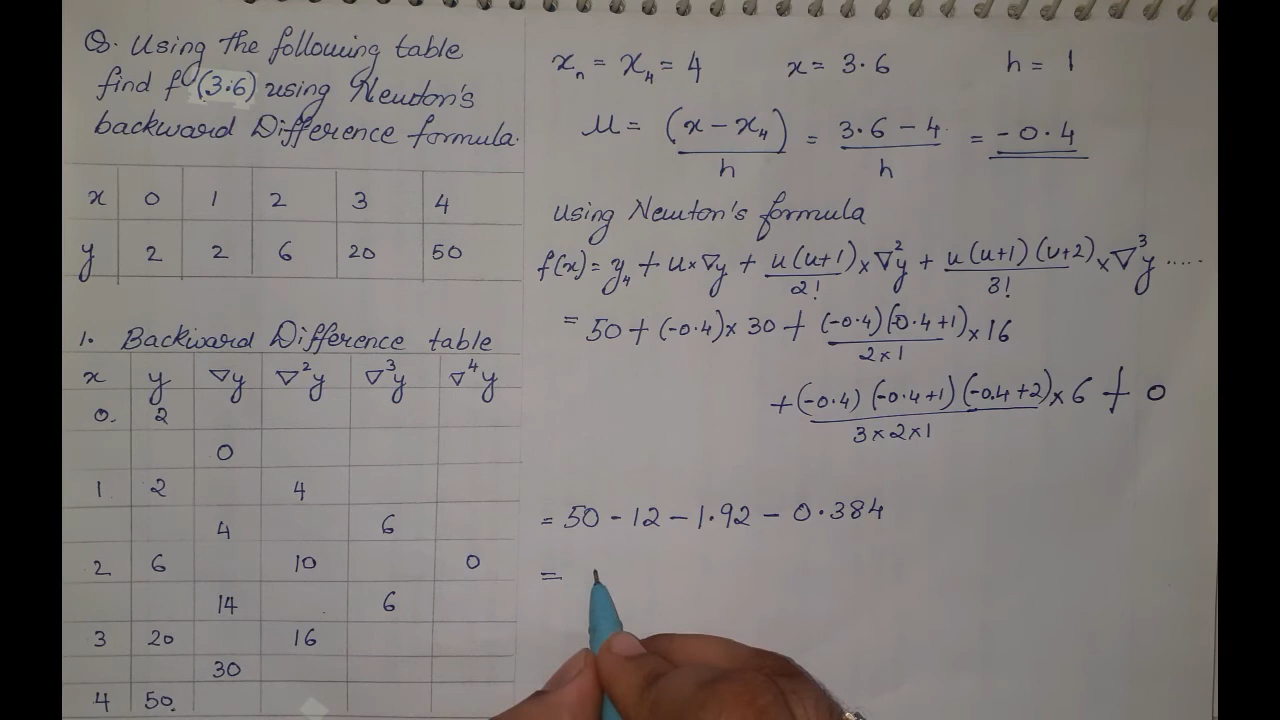 Q. Using the following table
find f (3.6) using Newton's
backward Difference formula.
x 0 1 2 3 4
y 2 2 6 20 50
1. Backward Difference table
x y ∇y ∇²y ∇³y ∇⁴y
0. 2
0
1 2 4
4 6
2 6 10 0
14 6
3 20 16
30
4 50.
xₙ = x₄ = 4 x = 3.6 h = 1
u = (x - x₄)/h = (3.6 - 4)/h = -0.4
using Newton's formula
f(x) = y₄ + u×∇y + u(u+1)/2! × ∇²y + u(u+1)(u+2)/3! × ∇³y .....
= 50 + (-0.4) × 30 + (-0.4)(-0.4+1)/2×1 × 16
+ (-0.4) (-0.4+1) (-0.4+2)/3×2×1 × 6 + 0
= 50 - 12 - 1.92 - 0.384
=